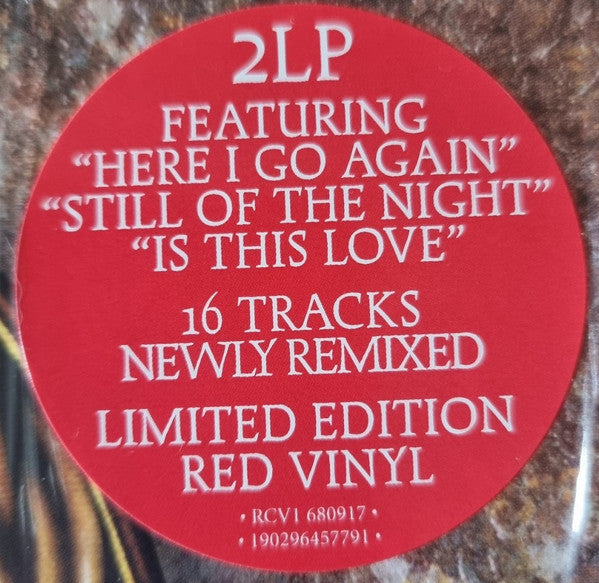 2LP
FEATURING
“HERE I GO AGAIN”
“STILL OF THE NIGHT”
“IS THIS LOVE”
16 TRACKS
NEWLY REMIXED
LIMITED EDITION
RED VINYL
• RCV1 680917 •
• 190296457791 •